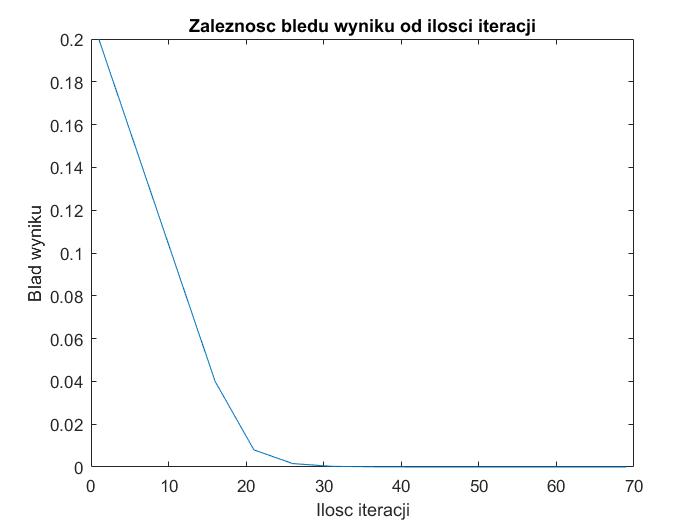 Zaleznosc bledu wyniku od ilosci iteracji
0.2
0.18
0.16
0.14
0.12
0.1
0.08
0.06
0.04
0.02
0
Blad wyniku
0 10 20 30 40 50 60 70
Ilosc iteracji